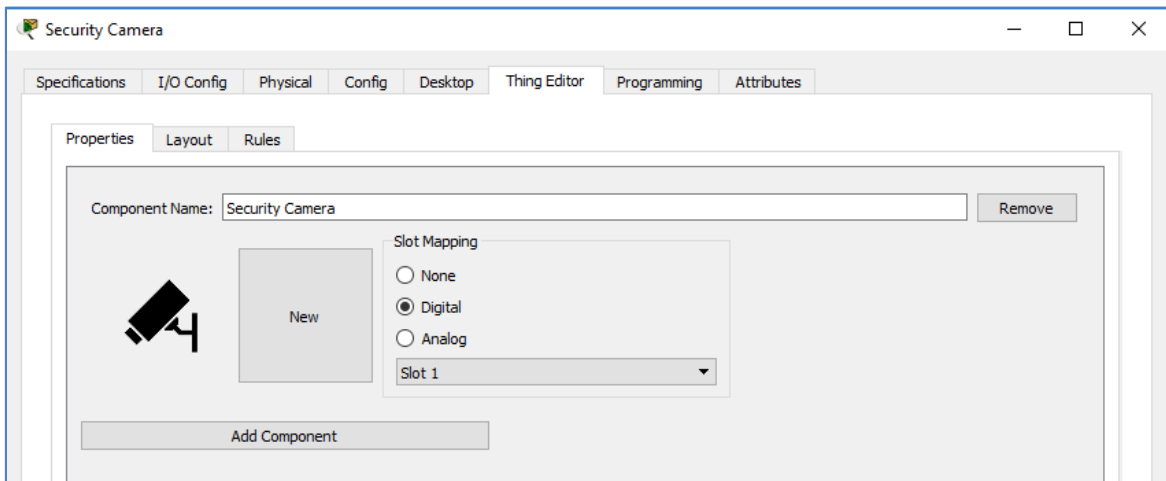 Security Camera
Specifications I/O Config Physical Config Desktop Thing Editor Programming Attributes
Properties Layout Rules
Component Name: Security Camera Remove
Slot Mapping
None
New
Digital
Analog
Slot 1
Add Component